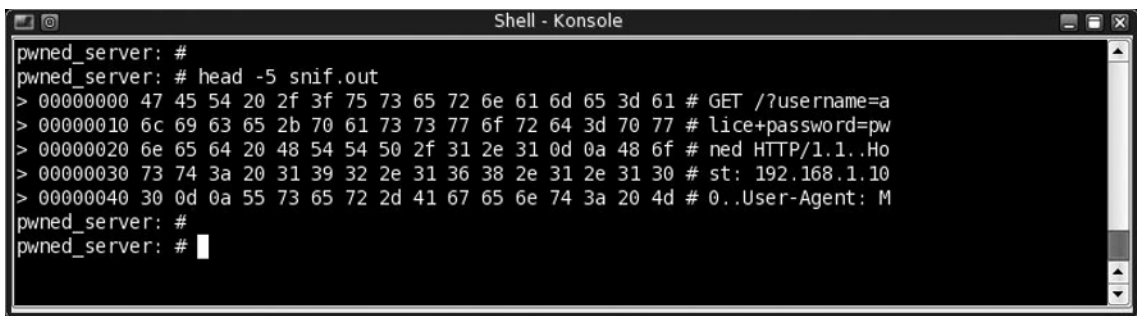 Shell - Konsole
pwned_server: #
pwned_server: # head -5 snif.out
> 00000000 47 45 54 20 2f 3f 75 73 65 72 6e 61 6d 65 3d 61 # GET /?username=a
> 00000010 6c 69 63 65 2b 70 61 73 73 77 6f 72 64 3d 70 77 # lice+password=pw
> 00000020 6e 65 64 20 48 54 54 50 2f 31 2e 31 0d 0a 48 6f # ned HTTP/1.1..Ho
> 00000030 73 74 3a 20 31 39 32 2e 31 36 38 2e 31 2e 31 30 # st: 192.168.1.10
> 00000040 30 0d 0a 55 73 65 72 2d 41 67 65 6e 74 3a 20 4d # 0..User-Agent: M
pwned_server: #
pwned_server: #